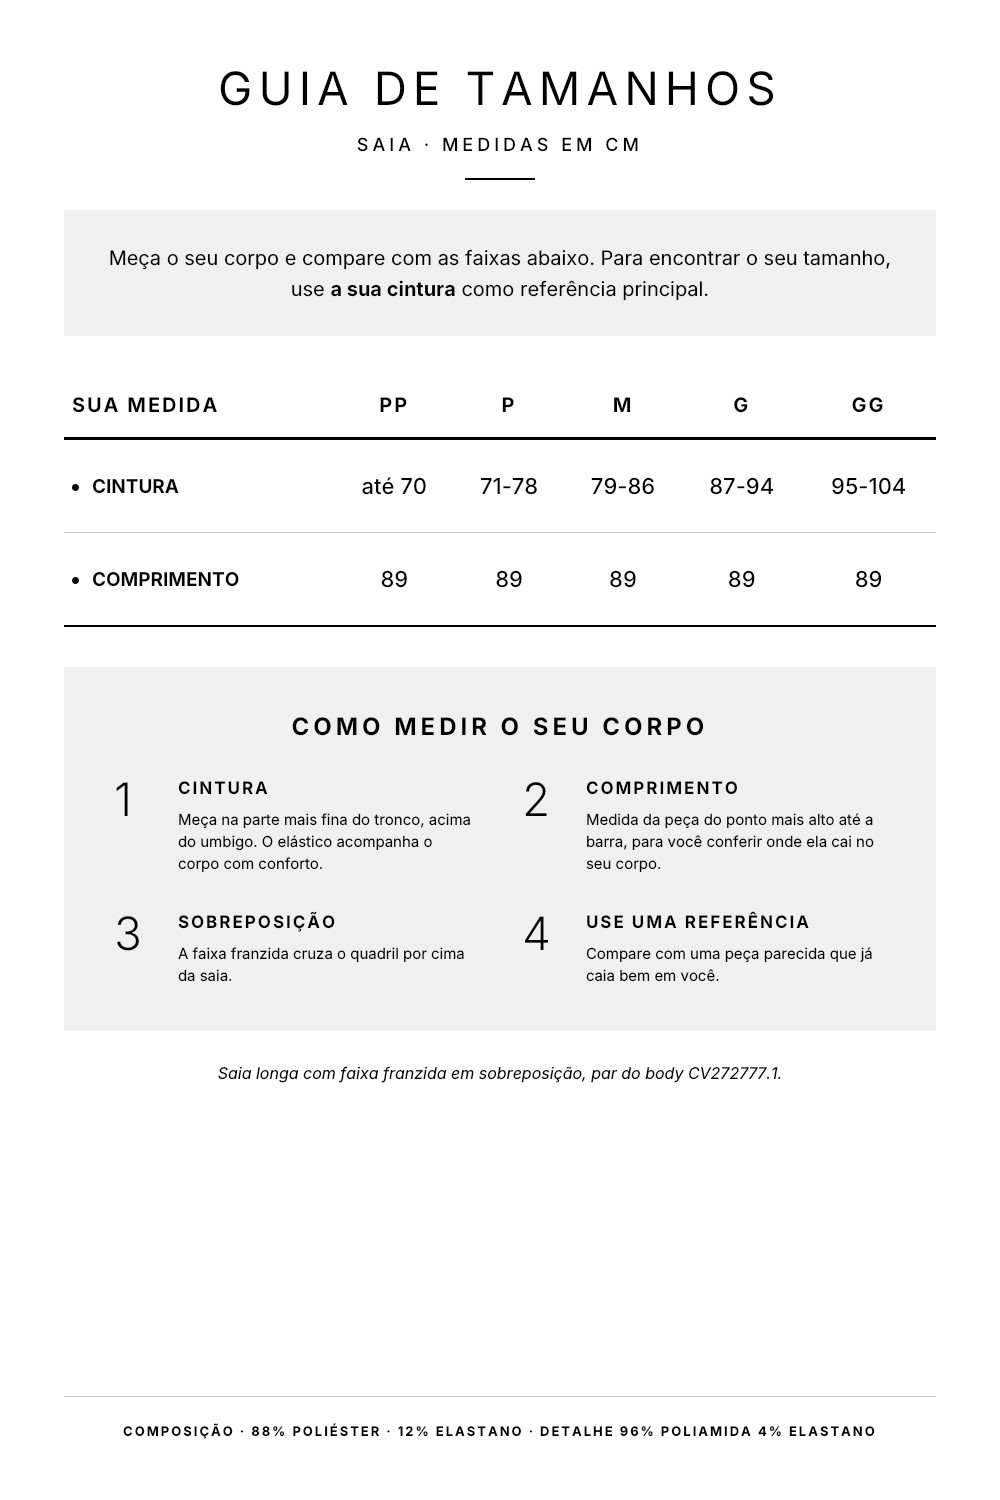 GUIA DE TAMANHOS
SAIA · MEDIDAS EM CM
Meça o seu corpo e compare com as faixas abaixo. Para encontrar o seu tamanho,
use a sua cintura como referência principal.
SUA MEDIDA PP P M G GG
• CINTURA até 70 71-78 79-86 87-94 95-104
• COMPRIMENTO 89 89 89 89 89
COMO MEDIR O SEU CORPO
1 CINTURA
Meça na parte mais fina do tronco, acima
do umbigo. O elástico acompanha o
corpo com conforto.
2 COMPRIMENTO
Medida da peça do ponto mais alto até a
barra, para você conferir onde ela cai no
seu corpo.
3 SOBREPOSIÇÃO
A faixa franzida cruza o quadril por cima
da saia.
4 USE UMA REFERÊNCIA
Compare com uma peça parecida que já
caia bem em você.
Saia longa com faixa franzida em sobreposição, par do body CV272777.1.
COMPOSIÇÃO · 88% POLIÉSTER · 12% ELASTANO · DETALHE 96% POLIAMIDA 4% ELASTANO